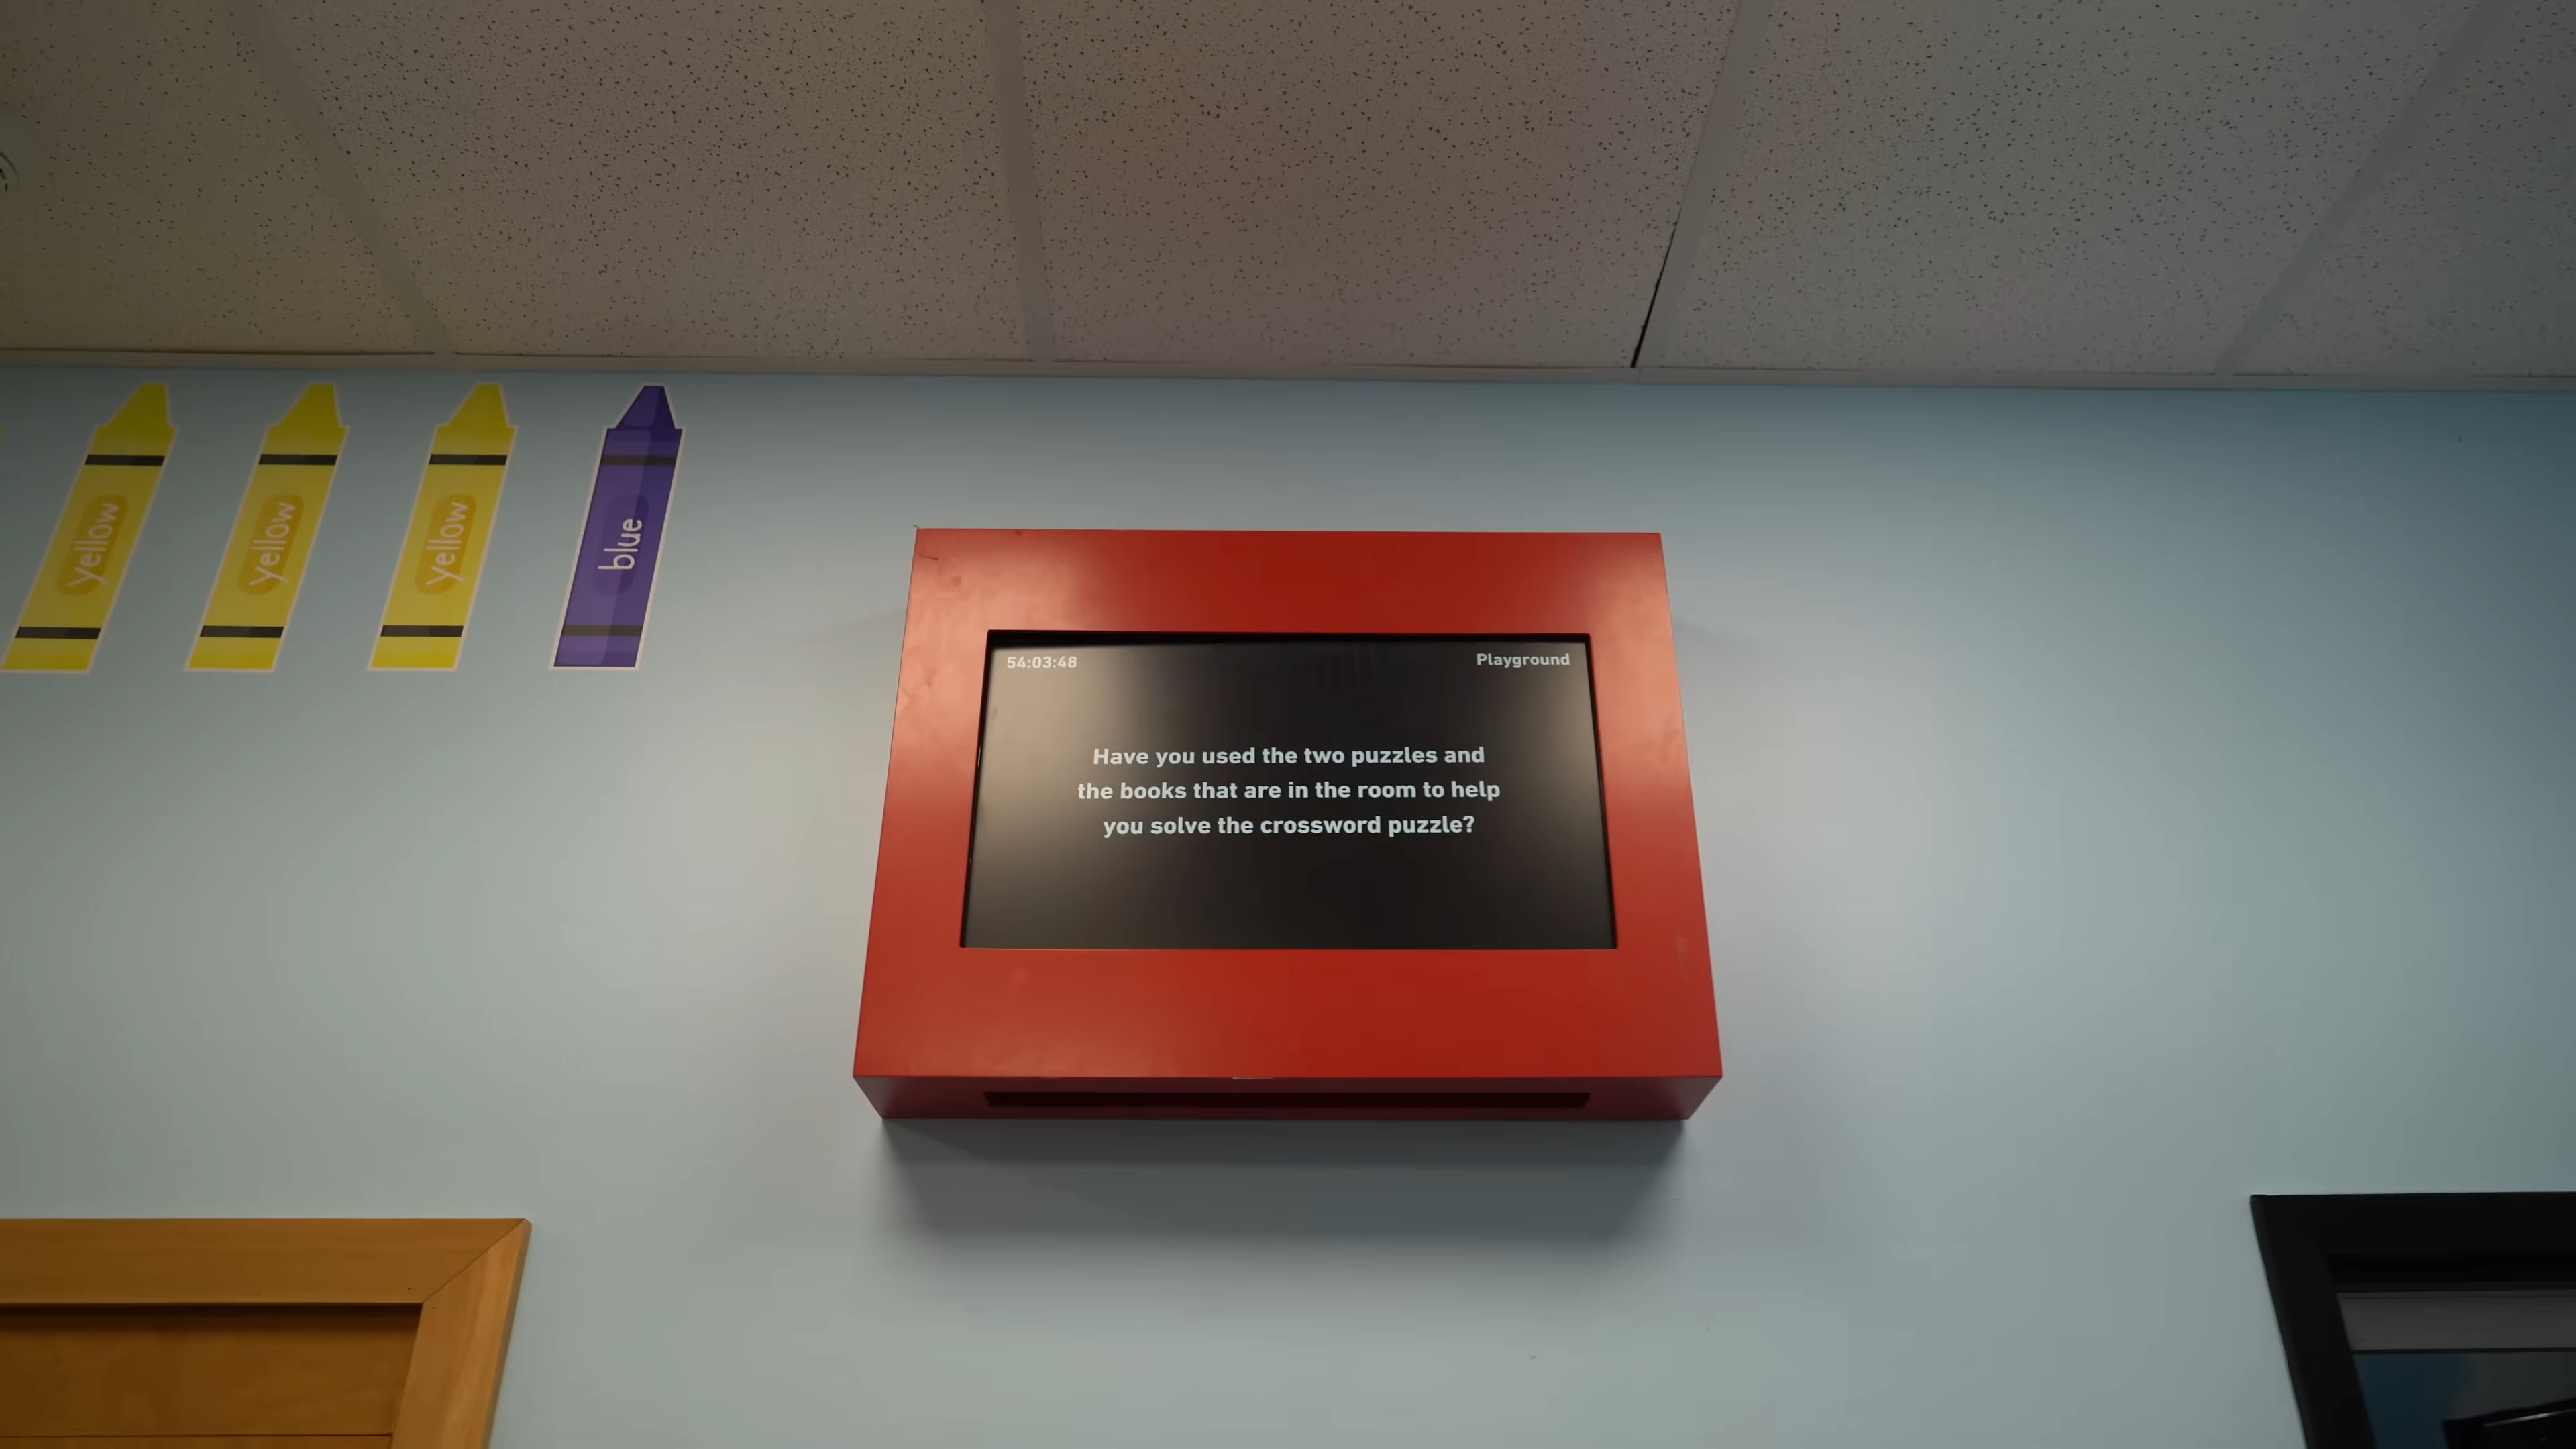 yellow
yellow
yellow
blue
54:03:48
Playground
Have you used the two puzzles and
the books that are in the room to help
you solve the crossword puzzle?